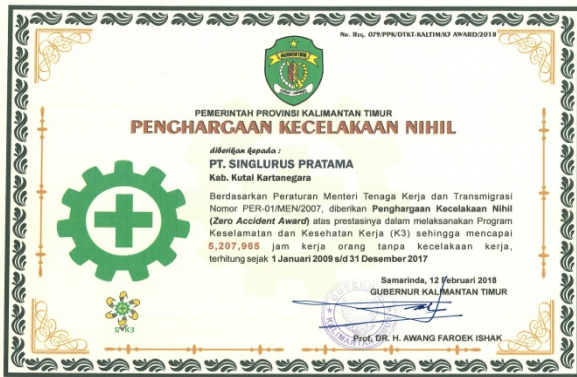 No. Reg. 079/PPK/DTKT-KALTIM/K3 AWARD/2018
PEMERINTAH PROVINSI KALIMANTAN TIMUR
PENGHARGAAN KECELAKAAN NIHIL
diberikan kepada :
PT. SINGLURUS PRATAMA
Kab. Kutai Kartanegara
Berdasarkan Peraturan Menteri Tenaga Kerja dan Transmigrasi
Nomor PER-01/MEN/2007, diberikan Penghargaan Kecelakaan Nihil
(Zero Accident Award) atas prestasinya dalam melaksanakan Program
Keselamatan dan Kesehatan Kerja (K3) sehingga mencapai
5,207,965 jam kerja orang tanpa kecelakaan kerja,
terhitung sejak 1 Januari 2009 s/d 31 Desember 2017
Samarinda, 12 Februari 2018
GUBERNUR KALIMANTAN TIMUR
Prof. DR. H. AWANG FAROEK ISHAK
SMK3